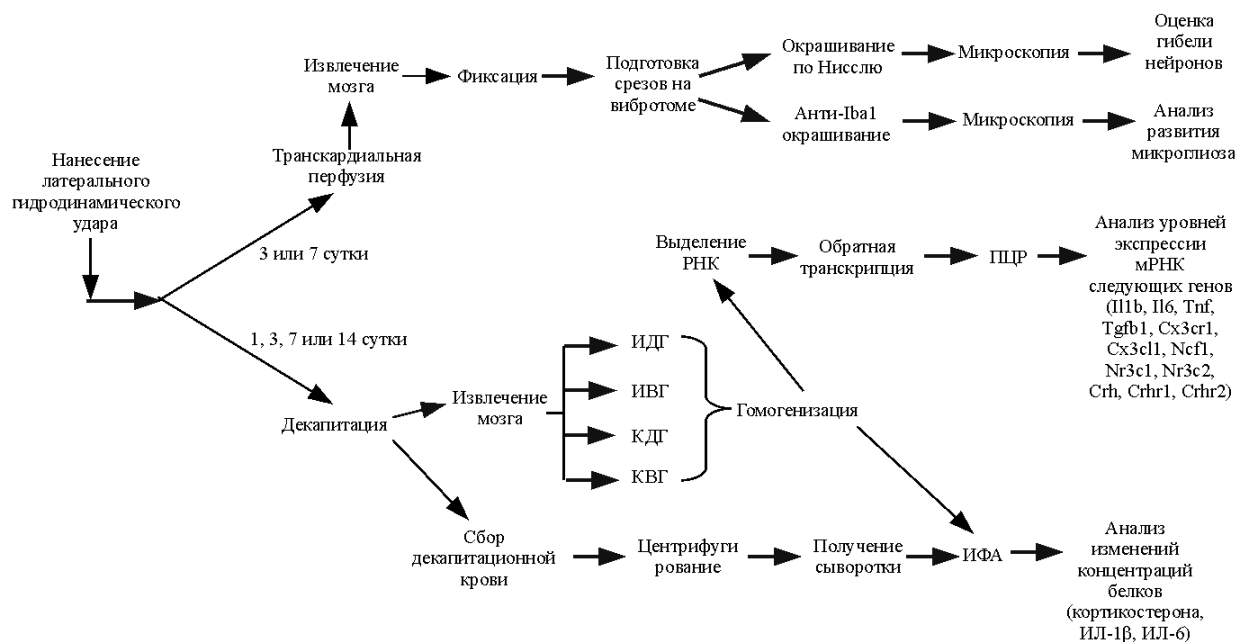 Нанесение
латерального
гидродинамического
удара
3 или 7 сутки
1, 3, 7 или 14 сутки
Транскардиальная
перфузия
Извлечение
мозга
Фиксация
Подготовка
срезов на
вибротоме
Окрашивание
по Нисслю
Микроскопия
Оценка
гибели
нейронов
Анти-Iba1
окрашивание
Микроскопия
Анализ
развития
микроглиоза
Декапитация
Извлечение
мозга
ИДГ
ИВГ
КДГ
КВГ
Гомогенизация
Выделение
РНК
Обратная
транскрипция
ПЦР
Анализ уровней
экспрессии
мРНК
следующих генов
(Il1b, Il6, Tnf,
Tgfb1, Cx3cr1,
Cx3cl1, Ncf1,
Nr3c1, Nr3c2,
Crh, Crhr1, Crhr2)
Сбор
декапитационной
крови
Центрифуги
рование
Получение
сыворотки
ИФА
Анализ
изменений
концентраций
белков
(кортикостерона,
ИЛ-1β, ИЛ-6)